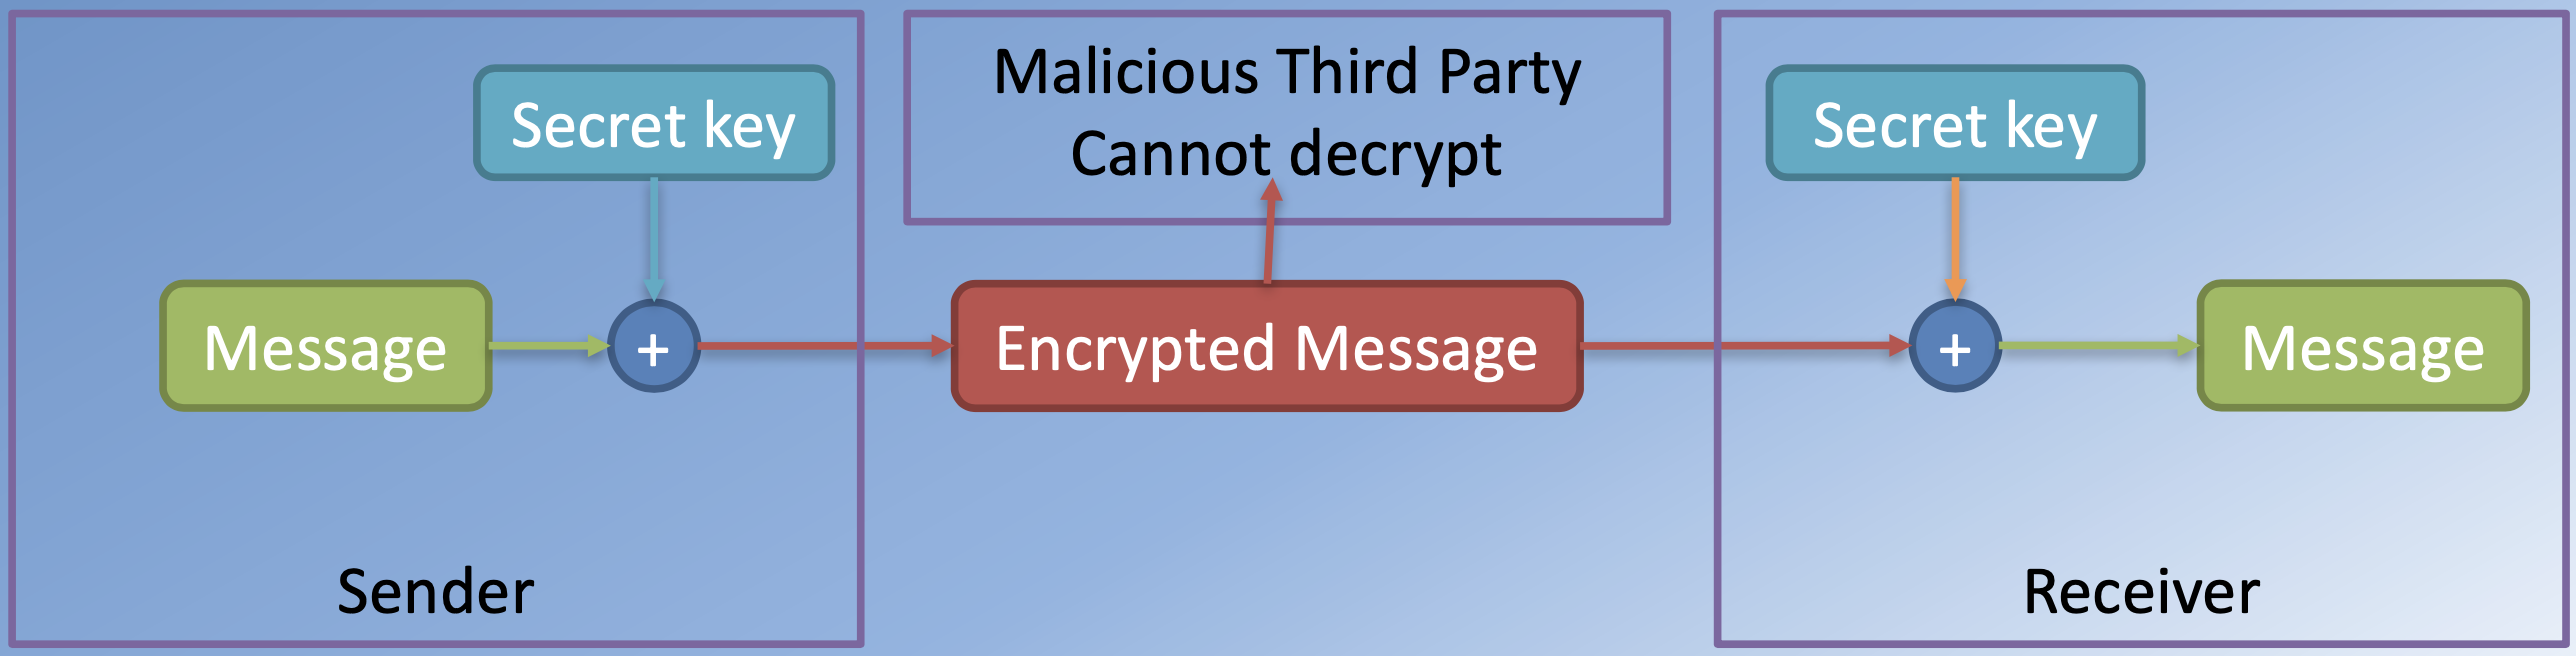 Malicious Third Party
Cannot decrypt
Secret key
Secret key
Message
+
Encrypted Message
+
Message
Sender
Receiver